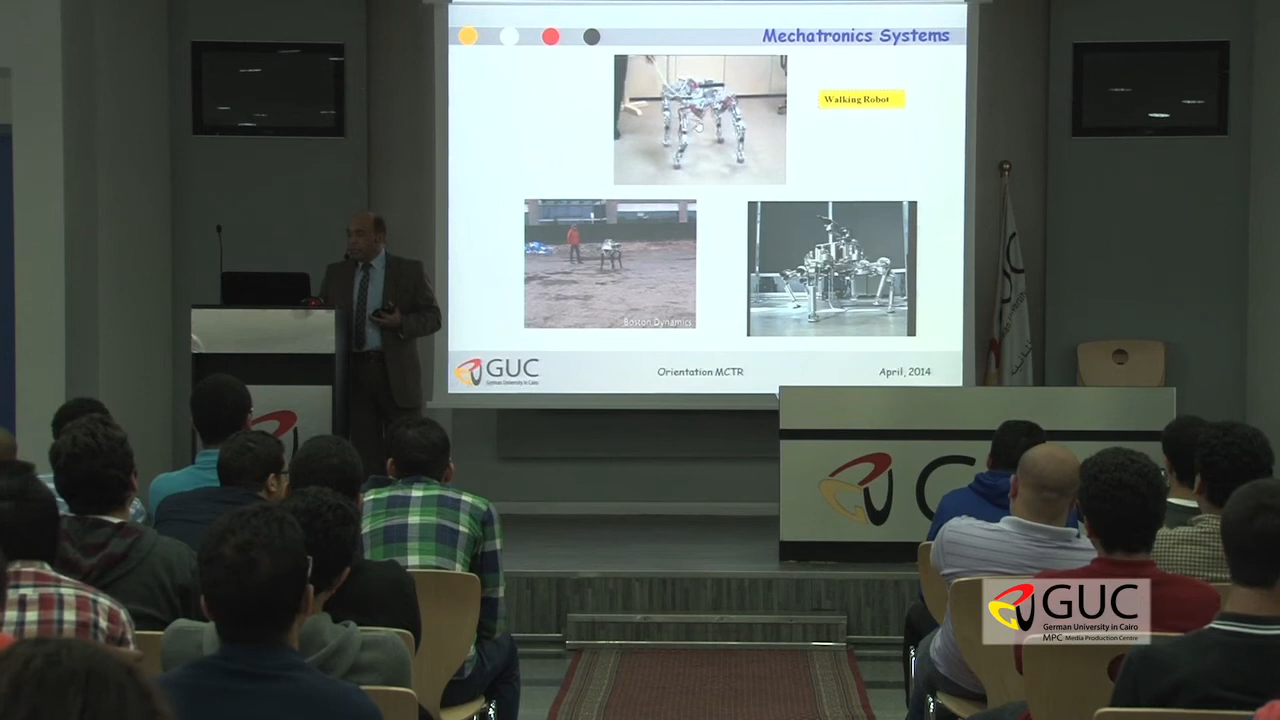 Mechatronics Systems
Walking Robot
Boston Dynamics
GUC
German University in Cairo
Orientation MCTR
April, 2014
GUC
GUC
German University in Cairo
MPC Media Production Centre